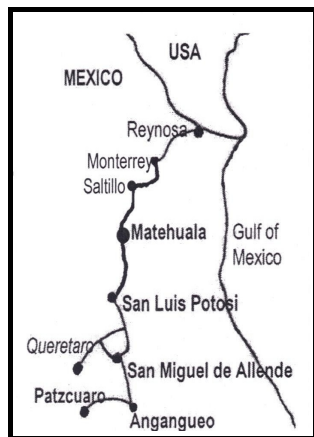 USA
MEXICO
Reynosa
Monterrey
Saltillo
Matehuala
Gulf of
Mexico
San Luis Potosi
Queretaro
San Miguel de Allende
Patzcuaro
Angangueo